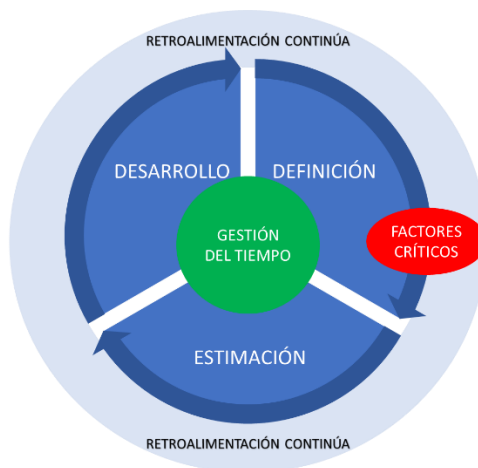 RETROALIMENTACIÓN CONTINÚA
DESARROLLO
DEFINICIÓN
FACTORES
CRÍTICOS
GESTIÓN
DEL TIEMPO
ESTIMACIÓN
RETROALIMENTACIÓN CONTINÚA